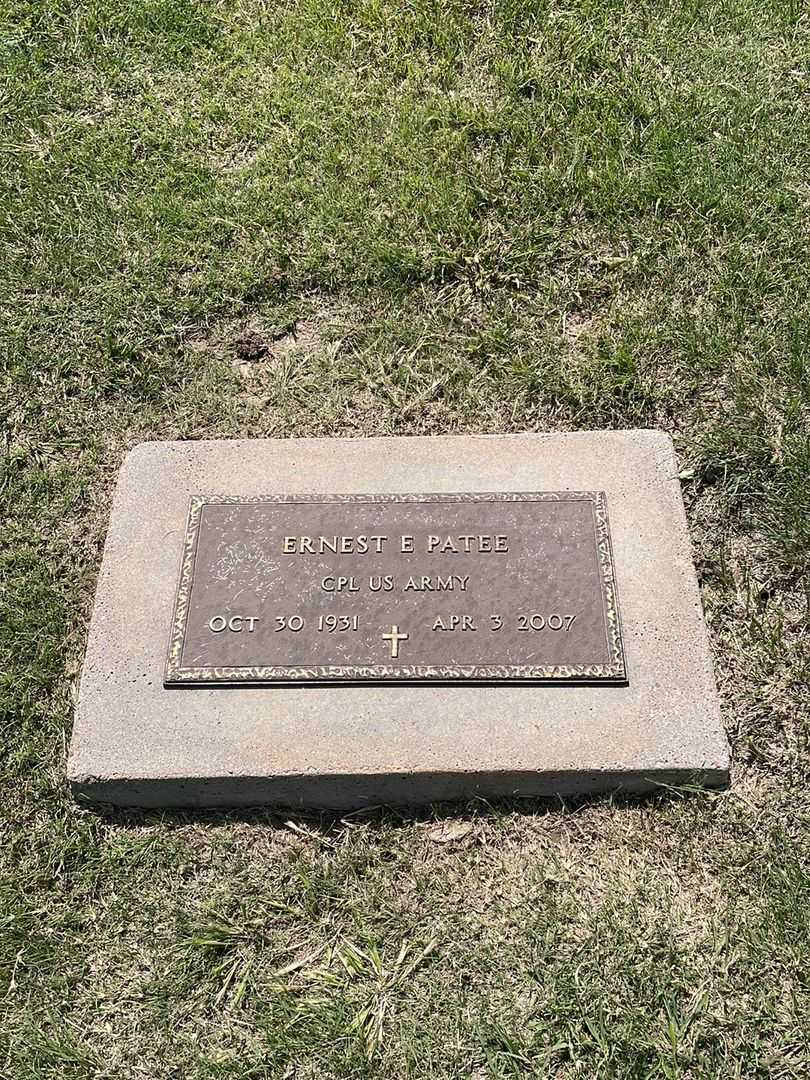 ERNEST E PATEE
CPL US ARMY
OCT 30 1931 APR 3 2007